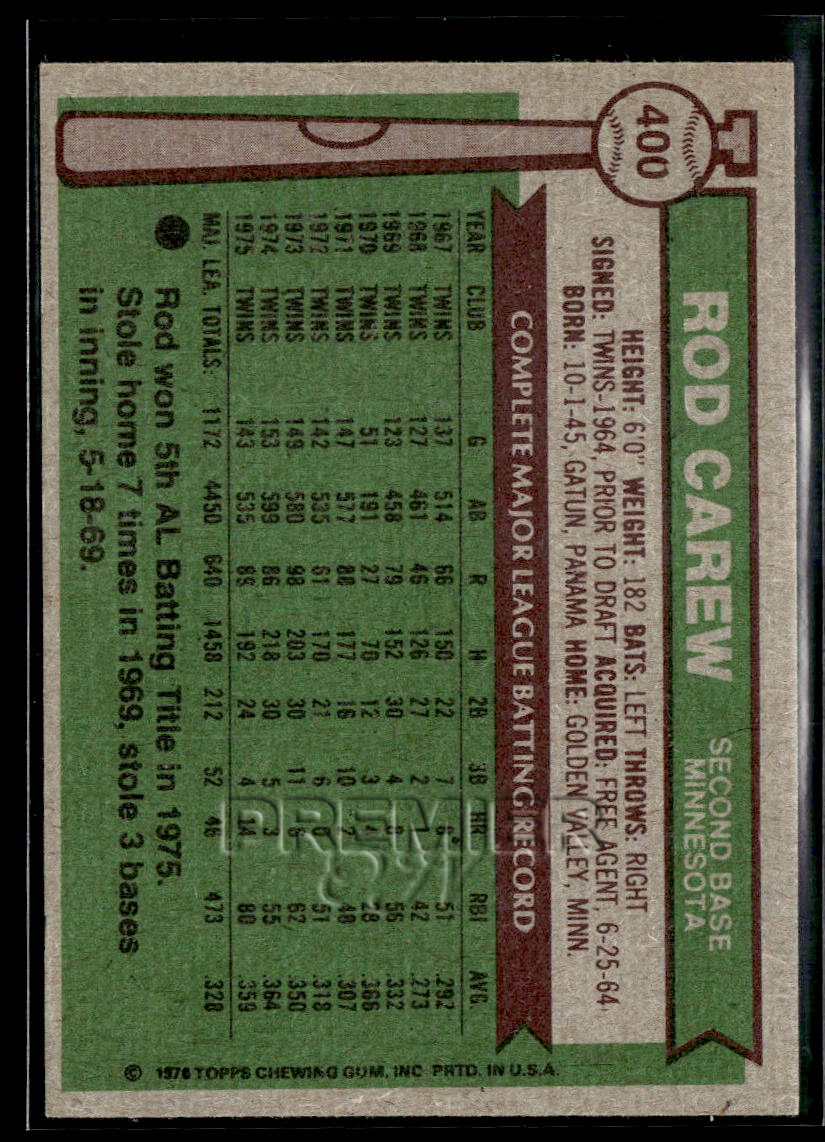 400
T
ROD CAREW
SECOND BASE
MINNESOTA
HEIGHT: 6'0" WEIGHT: 182 BATS: LEFT THROWS: RIGHT
SIGNED: TWINS-1964, PRIOR TO DRAFT ACQUIRED: FREE AGENT, 6-25-64
BORN: 10-1-45, GATUN, PANAMA HOME: GOLDEN VALLEY, MINN.
COMPLETE MAJOR LEAGUE BATTING RECORD
YEAR CLUB G AB R H 2B 3B HR RBI AVG.
1967 TWINS 137 514 66 150 22 7 8 51 .292
1968 TWINS 127 461 46 126 27 2 1 42 .273
1969 TWINS 123 458 79 152 30 4 8 56 .332
1970 TWINS 51 191 27 70 12 3 4 28 .366
1971 TWINS 147 577 88 177 16 10 2 48 .307
1972 TWINS 142 535 61 170 21 6 0 51 .318
1973 TWINS 149 580 98 203 30 11 6 62 .350
1974 TWINS 153 599 86 218 30 5 3 55 .364
1975 TWINS 143 535 89 192 24 4 14 80 .359
MAJ. LEA. TOTALS: 1172 4450 640 1458 212 52 46 473 .328
Rod won 5th AL Batting Title in 1975.
Stole home 7 times in 1969, stole 3 bases
in inning, 5-18-69.
© 1976 TOPPS CHEWING GUM, INC. PRTD. IN U.S.A.
PREMIER